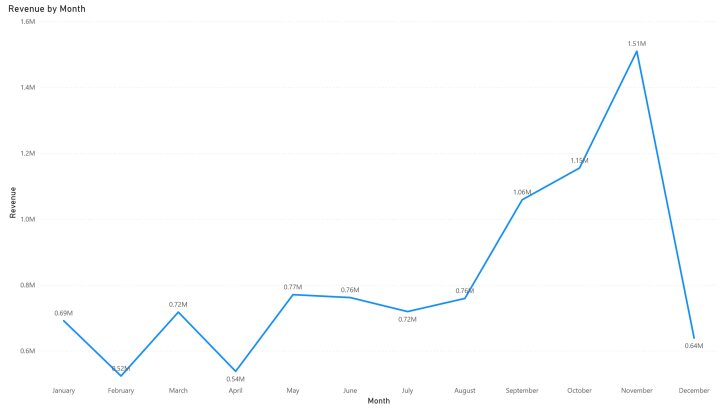 Revenue by Month
1.6M
1.4M
1.2M
1.0M
0.8M
0.6M
Revenue
0.69M
0.52M
0.72M
0.54M
0.77M
0.76M
0.72M
0.76M
1.06M
1.15M
1.51M
0.64M
January February March April May June July August September October November December
Month